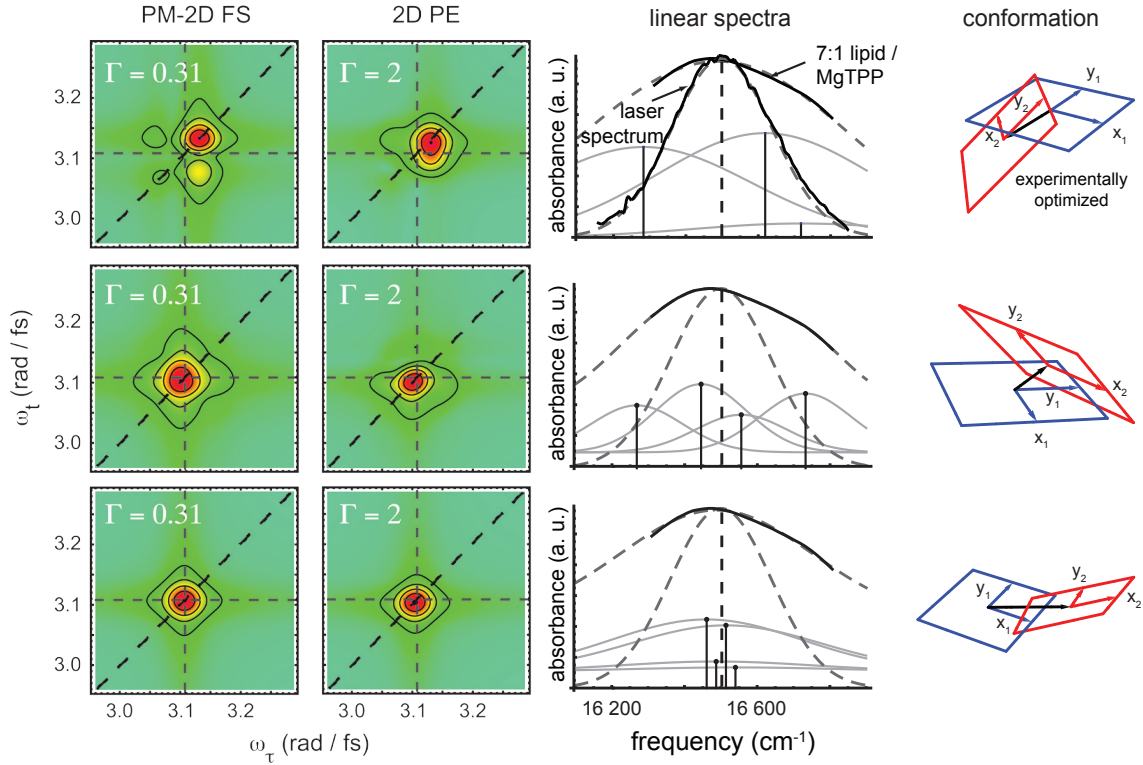 PM-2D FS
2D PE
linear spectra
conformation
Γ = 0.31
Γ = 2
7:1 lipid /
MgTPP
laser
spectrum
absorbance (a. u.)
3.2
3.1
3.0
y₁
y₂
x₂
x₁
experimentally
optimized
Γ = 0.31
Γ = 2
absorbance (a. u.)
3.2
3.1
3.0
ωt (rad / fs)
y₂
y₁
x₂
x₁
Γ = 0.31
Γ = 2
absorbance (a. u.)
3.2
3.1
3.0
y₁
y₂
x₁
x₂
3.0 3.1 3.2
3.0 3.1 3.2
16 200 16 600
ωτ (rad / fs)
frequency (cm⁻¹)